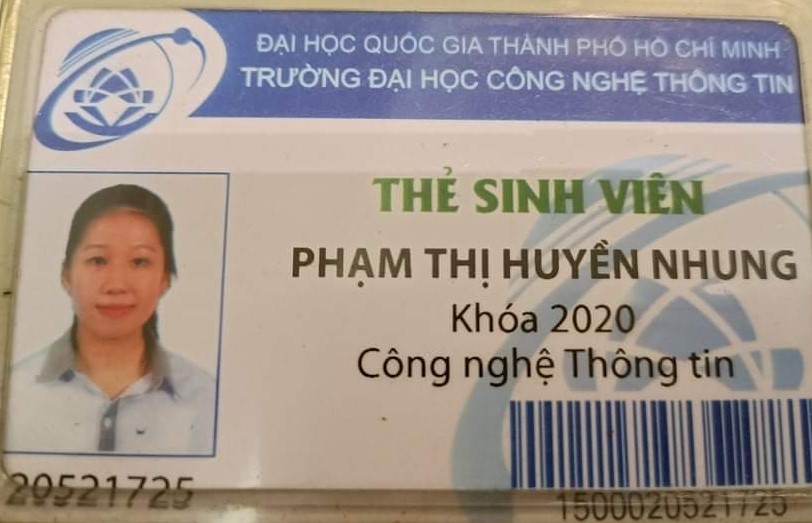 ĐẠI HỌC QUỐC GIA THÀNH PHỐ HỒ CHÍ MINH
TRƯỜNG ĐẠI HỌC CÔNG NGHỆ THÔNG TIN
THẺ SINH VIÊN
PHẠM THỊ HUYỀN NHUNG
Khóa 2020
Công nghệ Thông tin
20521725
1500020521725